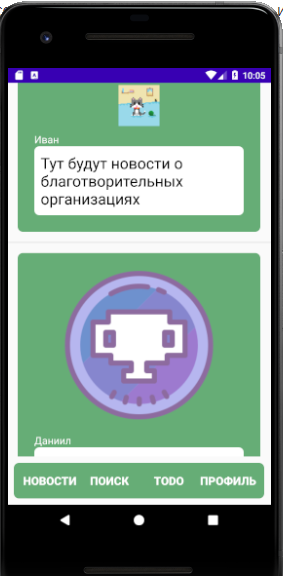 10:05
Иван
Тут будут новости о
благотворительных
организациях
Даниил
НОВОСТИ ПОИСК TODO ПРОФИЛЬ